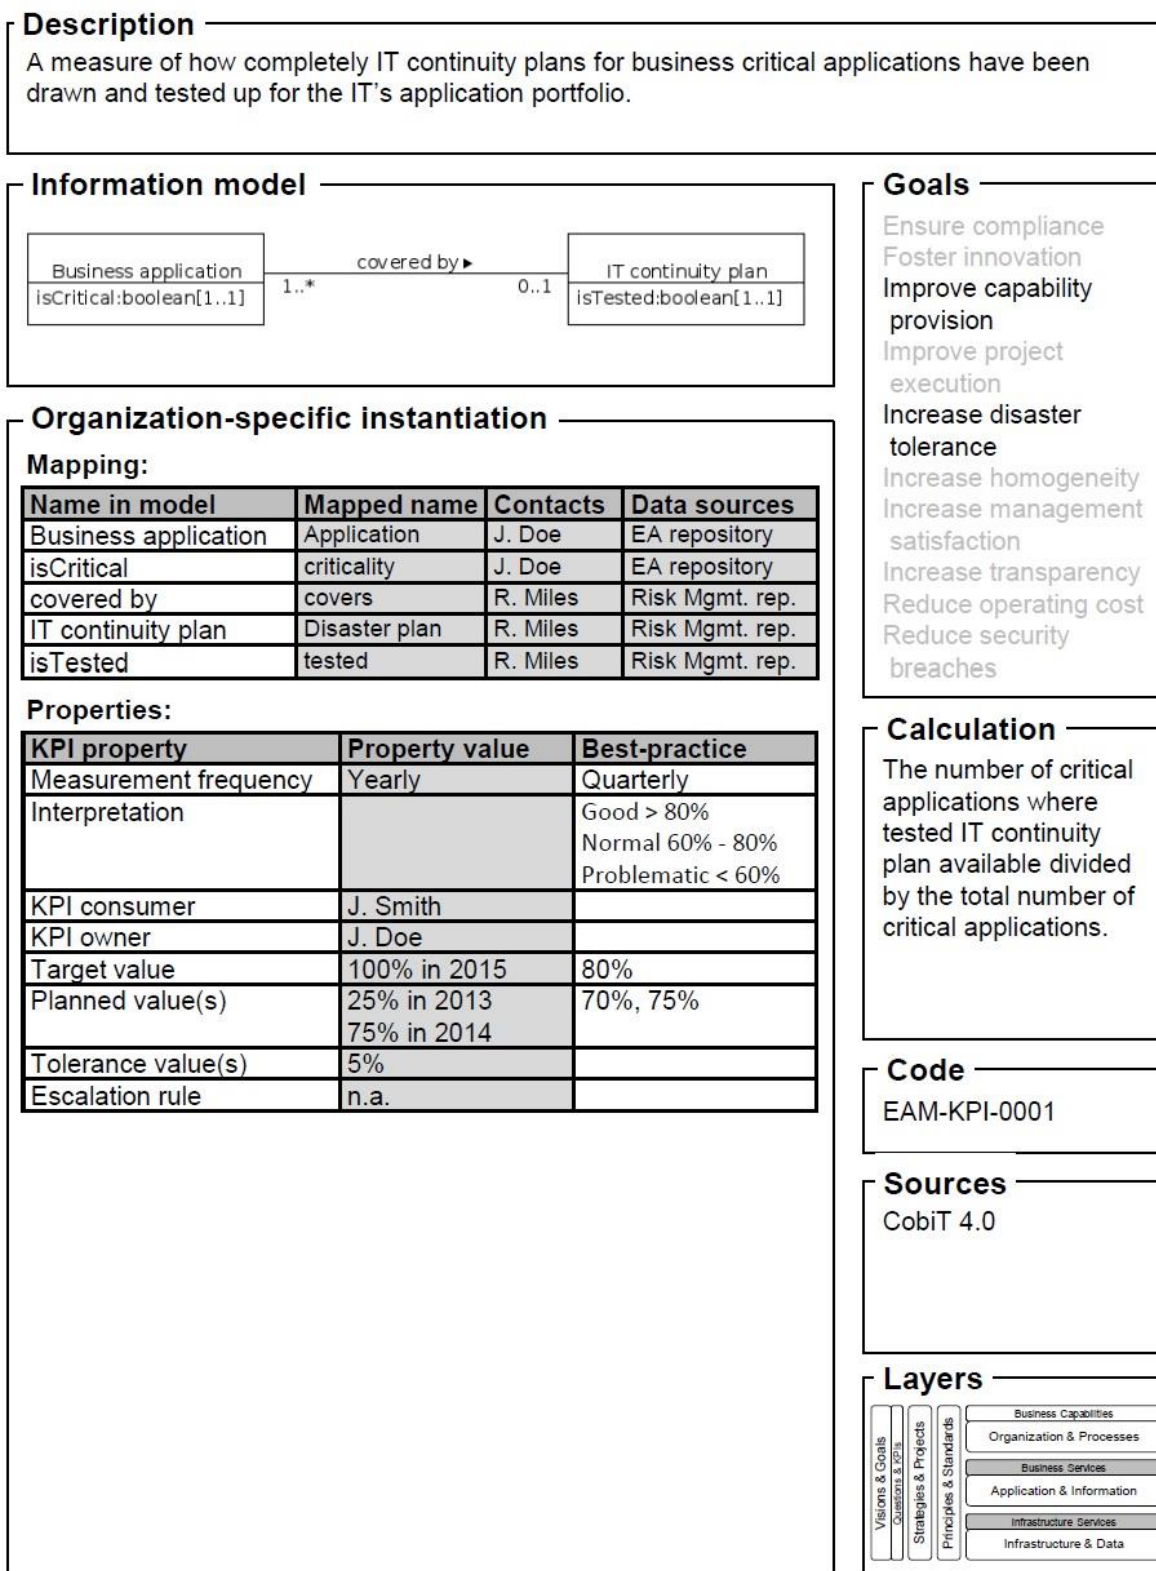 Description
A measure of how completely IT continuity plans for business critical applications have been
drawn and tested up for the IT's application portfolio.
Information model
Business application
isCritical:boolean[1..1]
covered by ▸
1..*
0..1
IT continuity plan
isTested:boolean[1..1]
Organization-specific instantiation
Mapping:
Name in model Mapped name Contacts Data sources
Business application Application J. Doe EA repository
isCritical criticality J. Doe EA repository
covered by covers R. Miles Risk Mgmt. rep.
IT continuity plan Disaster plan R. Miles Risk Mgmt. rep.
isTested tested R. Miles Risk Mgmt. rep.
Properties:
KPI property Property value Best-practice
Measurement frequency Yearly Quarterly
Interpretation Good > 80%
Normal 60% - 80%
Problematic < 60%
KPI consumer J. Smith
KPI owner J. Doe
Target value 100% in 2015 80%
Planned value(s) 25% in 2013 70%, 75%
75% in 2014
Tolerance value(s) 5%
Escalation rule n.a.
Goals
Ensure compliance
Foster innovation
Improve capability
provision
Improve project
execution
Increase disaster
tolerance
Increase homogeneity
Increase management
satisfaction
Increase transparency
Reduce operating cost
Reduce security
breaches
Calculation
The number of critical
applications where
tested IT continuity
plan available divided
by the total number of
critical applications.
Code
EAM-KPI-0001
Sources
CobiT 4.0
Layers
Visions & Goals
Questions & KPIs
Strategies & Projects
Principles & Standards
Business Capabilities
Organization & Processes
Business Services
Application & Information
Infrastructure Services
Infrastructure & Data